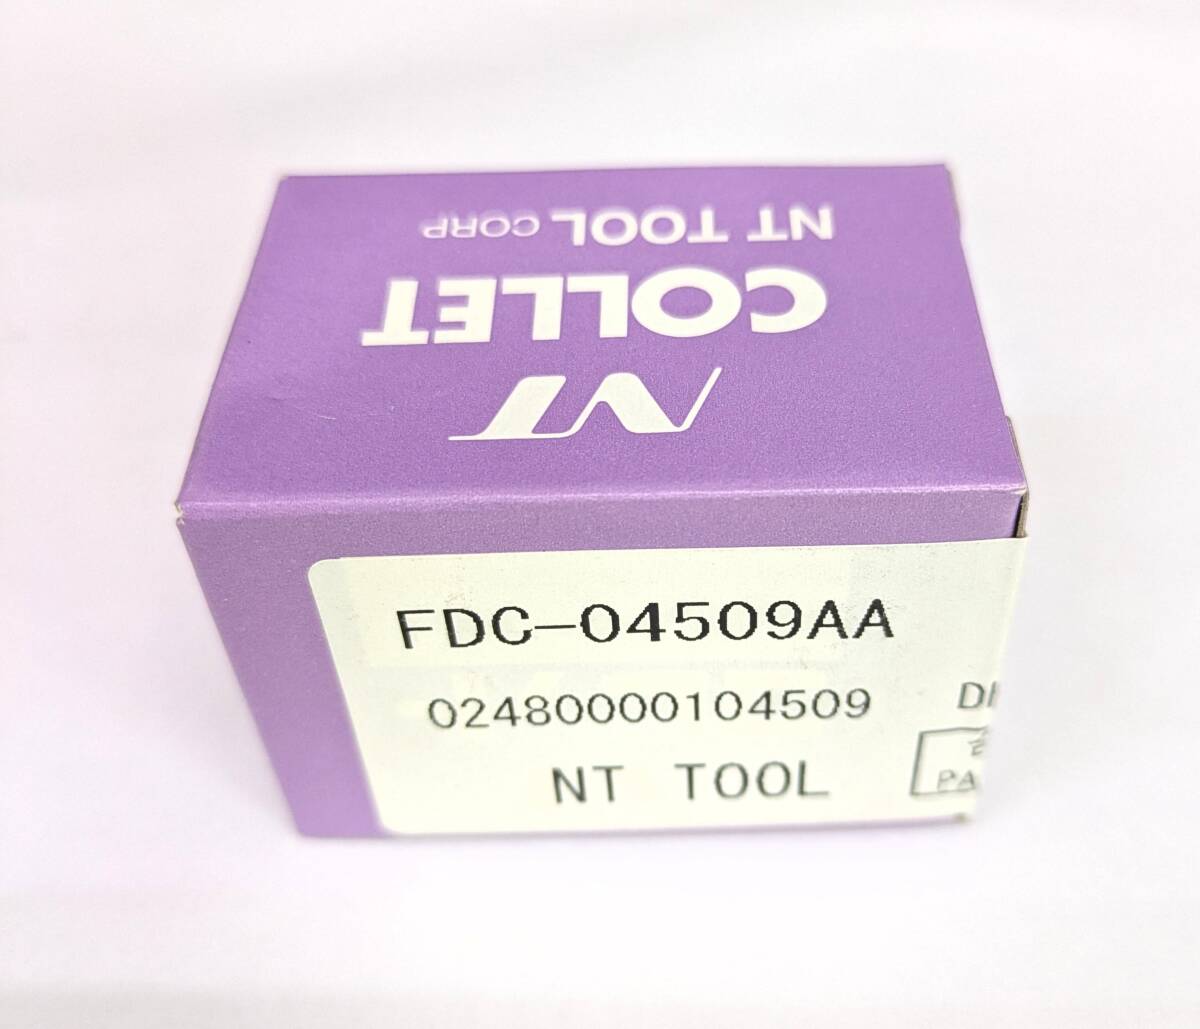 NT TOOL CORP
COLLET
NT
FDC-04509AA
02480000104509
NT TOOL